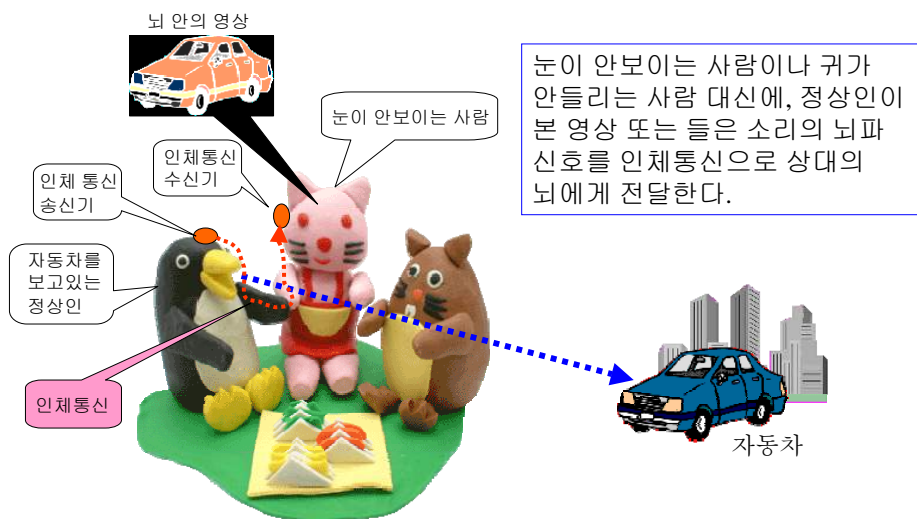 뇌 안의 영상
눈이 안보이는 사람이나 귀가
안들리는 사람 대신에, 정상인이
본 영상 또는 들은 소리의 뇌파
신호를 인체통신으로 상대의
뇌에게 전달한다.
눈이 안보이는 사람
인체통신
수신기
인체 통신
송신기
자동차를
보고있는
정상인
인체통신
자동차